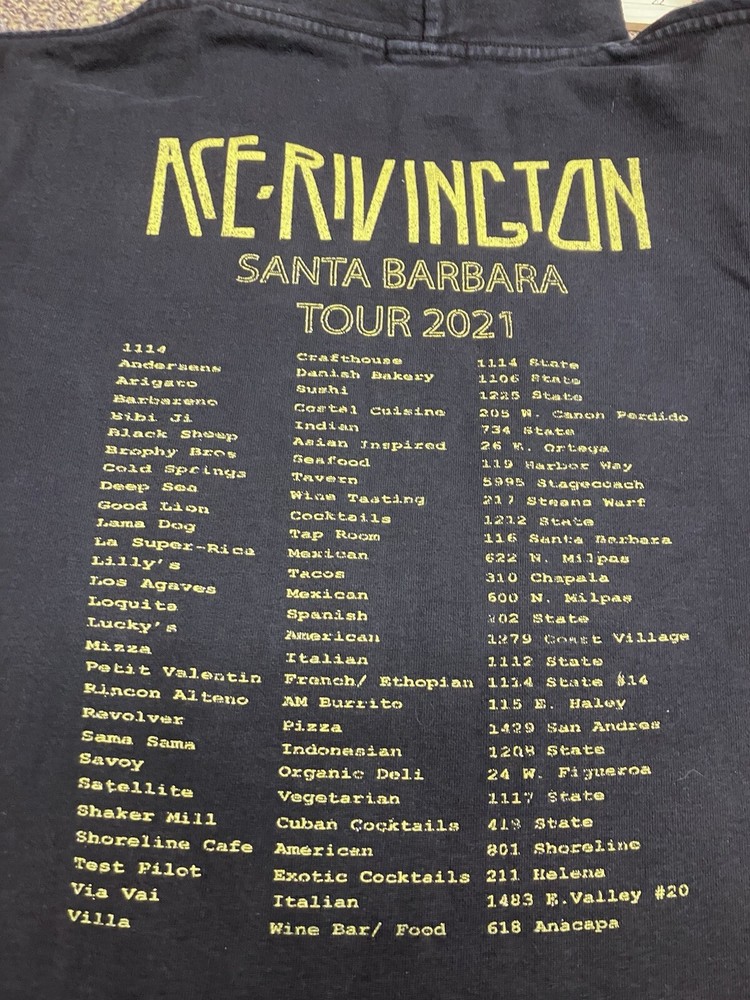 ACE·RIVINGTON
SANTA BARBARA
TOUR 2021
1114 Crafthouse 1114 State
Andersens Danish Bakery 1106 State
Arigato Sushi 1225 State
Barbareno Costal Cuisine 205 W. Canon Perdido
Bibi Ji Indian 734 State
Black Sheep Asian Inspired 26 E. Ortega
Brophy Bros Seafood 119 Harbor Way
Cold Springs Tavern 5995 Stagecoach
Deep Sea Wine Tasting 217 Steans Warf
Good Lion Cocktails 1212 State
Lama Dog Tap Room 116 Santa Barbara
La Super-Rica Mexican 622 N. Milpas
Lilly's Tacos 310 Chapala
Los Agaves Mexican 600 N. Milpas
Loquita Spanish 202 State
Lucky's American 1279 Coast Village
Mizza Italian 1112 State
Petit Valentin French/ Ethopian 1114 State #14
Rincon Alteno AM Burrito 115 E. Haley
Revolver Pizza 1429 San Andres
Sama Sama Indonesian 1208 State
Savoy Organic Deli 24 W. Figueroa
Satellite Vegetarian 1117 State
Shaker Mill Cuban Cocktails 418 State
Shoreline Cafe American 801 Shoreline
Test Pilot Exotic Cocktails 211 Helena
Via Vai Italian 1483 E.Valley #20
Villa Wine Bar/ Food 618 Anacapa